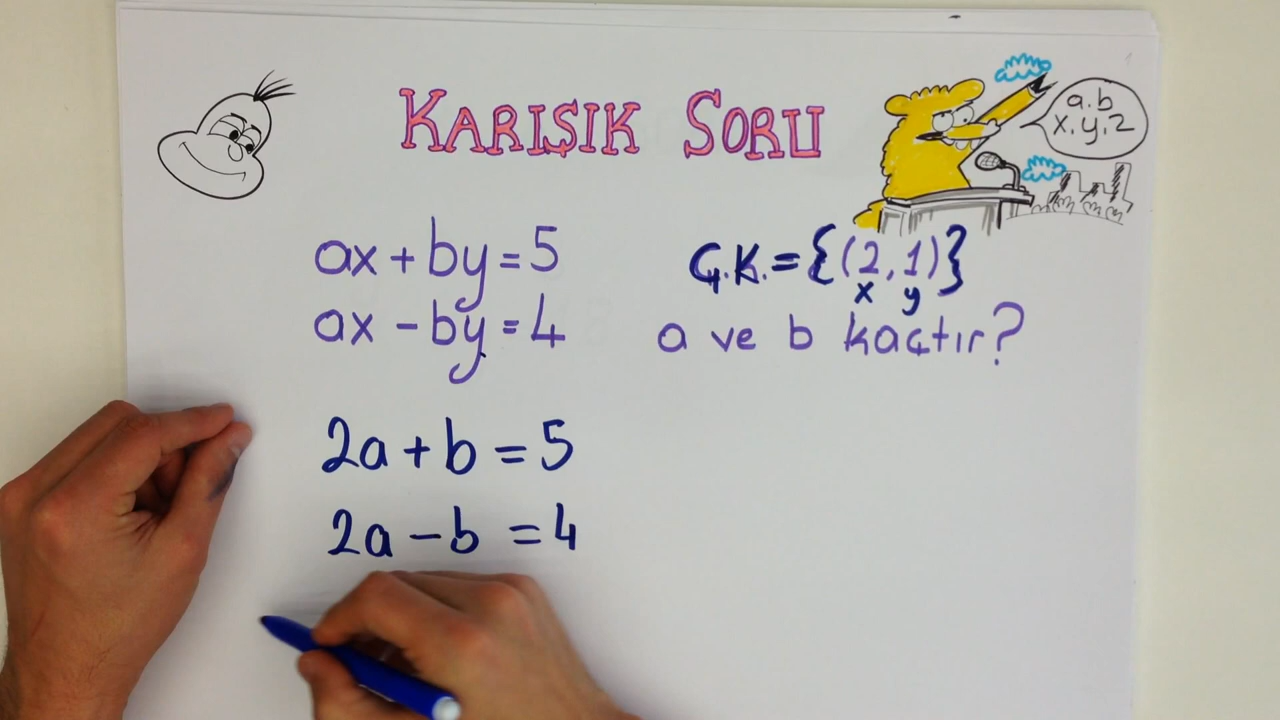 KARIŞIK SORU
a.b
x.y.z
ax + by = 5
ax - by = 4
Ç.K. = {(2, 1)}
x y
a ve b kaçtır?
2a + b = 5
2a - b = 4